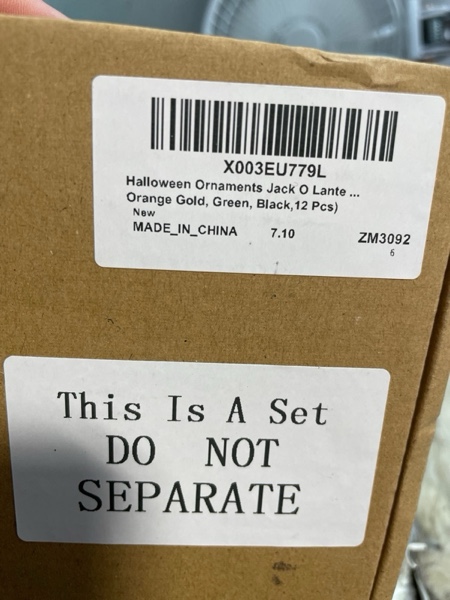 X003EU779L
Halloween Ornaments Jack O Lante ...
Orange Gold, Green, Black,12 Pcs)
New
MADE_IN_CHINA 7.10 ZM3092
6
This Is A Set
DO NOT
SEPARATE